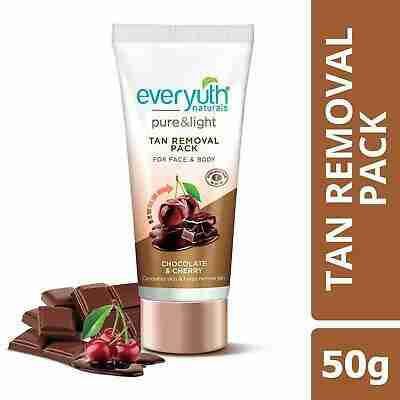 everyuth
naturals
pure&light
TAN REMOVAL
PACK
FOR FACE & BODY
CHOCOLATE
& CHERRY
TAN REMOVAL
PACK
50g